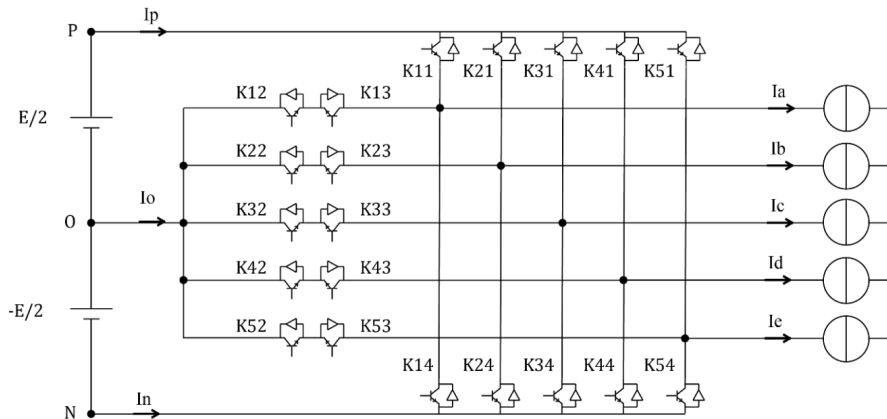 P Ip
K11 K21 K31 K41 K51
K12 K13 Ia
E/2
K22 K23 Ib
O Io K32 K33 Ic
K42 K43 Id
-E/2
K52 K53 Ie
K14 K24 K34 K44 K54
N In